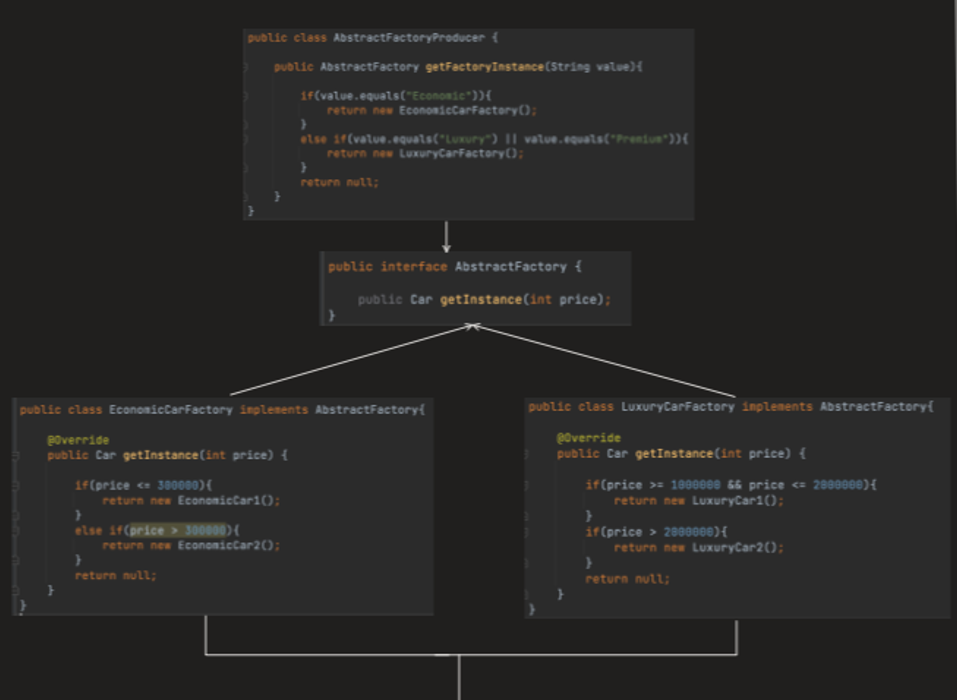 public class AbstractFactoryProducer {
public AbstractFactory getFactoryInstance(String value){
if(value.equals("Economic")){
return new EconomicCarFactory();
}
else if(value.equals("Luxury") || value.equals("Premium")){
return new LuxuryCarFactory();
}
return null;
}
}
public interface AbstractFactory {
public Car getInstance(int price);
}
public class EconomicCarFactory implements AbstractFactory{
@Override
public Car getInstance(int price) {
if(price <= 300000){
return new EconomicCar1();
}
else if(price > 300000){
return new EconomicCar2();
}
return null;
}
}
public class LuxuryCarFactory implements AbstractFactory{
@Override
public Car getInstance(int price) {
if(price >= 1000000 && price <= 2000000){
return new LuxuryCar1();
}
if(price > 2000000){
return new LuxuryCar2();
}
return null;
}
}